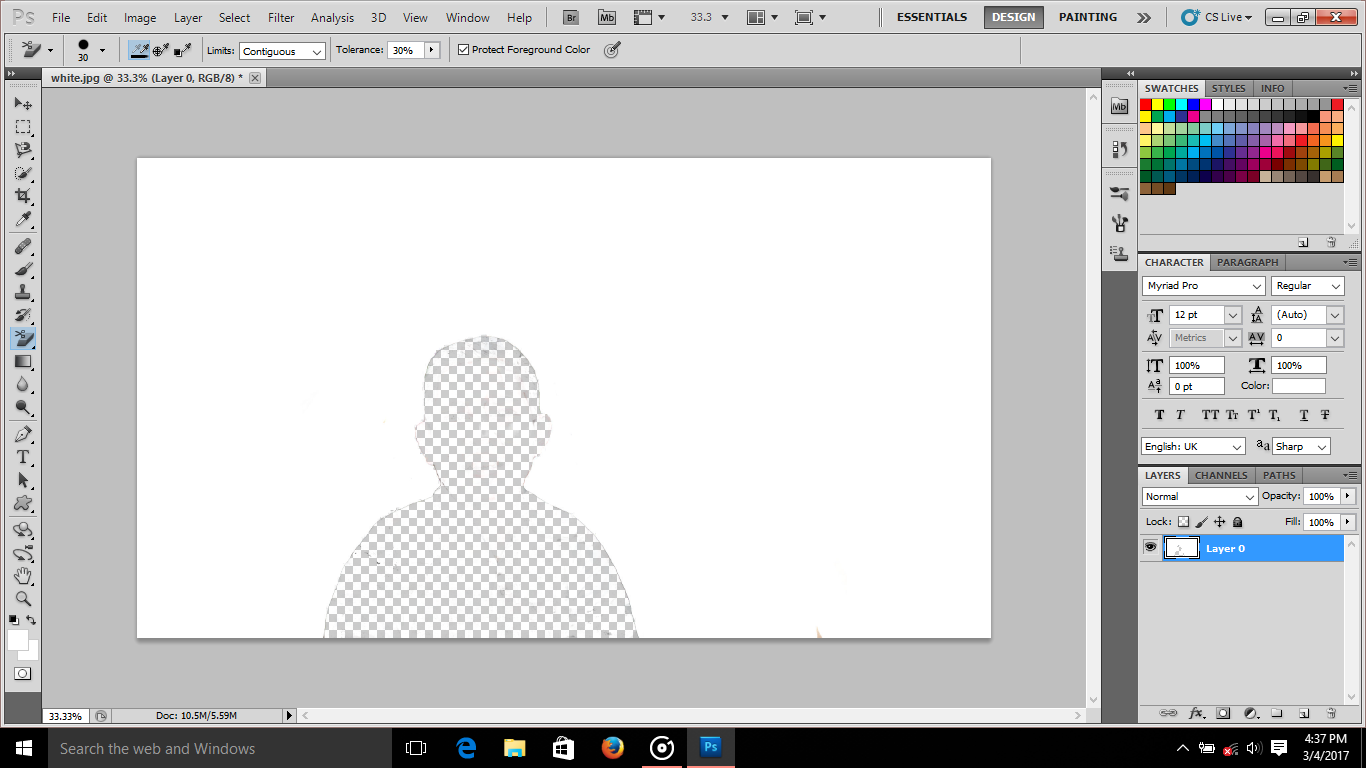 Ps File Edit Image Layer Select Filter Analysis 3D View Window Help Br Mb 33.3 ESSENTIALS DESIGN PAINTING CS Live
30 Limits: Contiguous Tolerance: 30% Protect Foreground Color
white.jpg @ 33.3% (Layer 0, RGB/8) *
Mb
SWATCHES STYLES INFO
CHARACTER PARAGRAPH
Myriad Pro Regular
12 pt (Auto)
Metrics 0
100% 100%
0 pt Color:
T T TT Tr T¹ T₁ T T
English: UK aa Sharp
LAYERS CHANNELS PATHS
Normal Opacity: 100%
Lock: Fill: 100%
Layer 0
fx
33.33% Doc: 10.5M/5.59M
Search the web and Windows
Ps
4:37 PM
3/4/2017